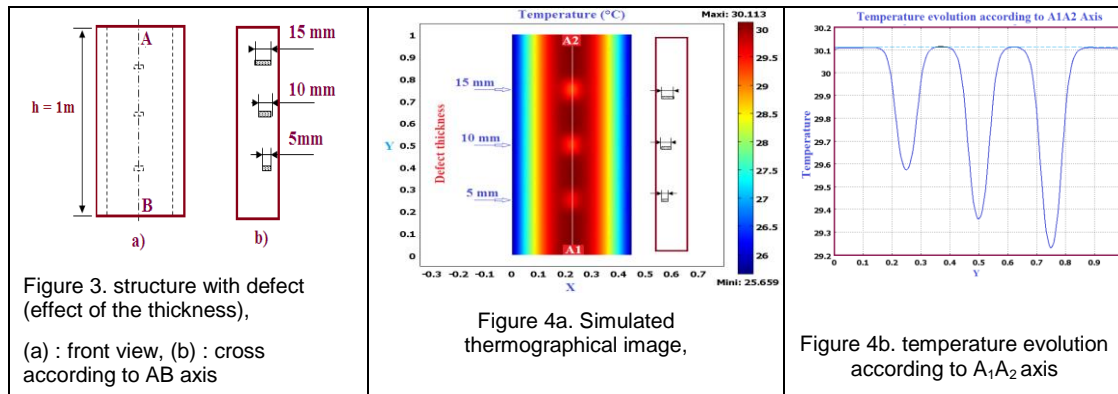 A
15 mm
h = 1m
10 mm
5mm
B
a)
b)
Figure 3. structure with defect
(effect of the thickness),
(a) : front view, (b) : cross
according to AB axis
Temperature (°C)
Maxi: 30.113
1
0.9
0.8
0.7
0.6
0.5
0.4
0.3
0.2
0.1
0
Y
Defect thickness
15 mm
10 mm
5 mm
A2
A1
-0.3 -0.2 -0.1 0 0.1 0.2 0.3 0.4 0.5 0.6 0.7
X
30
29.5
29
28.5
28
27.5
27
26.5
26
Mini: 25.659
Figure 4a. Simulated
thermographical image,
Temperature evolution according to A1A2 Axis
30.2
30.1
30
29.9
29.8
29.7
29.6
29.5
29.4
29.3
29.2
Temperature
0 0.1 0.2 0.3 0.4 0.5 0.6 0.7 0.8 0.9
Y
Figure 4b. temperature evolution
according to A₁A₂ axis